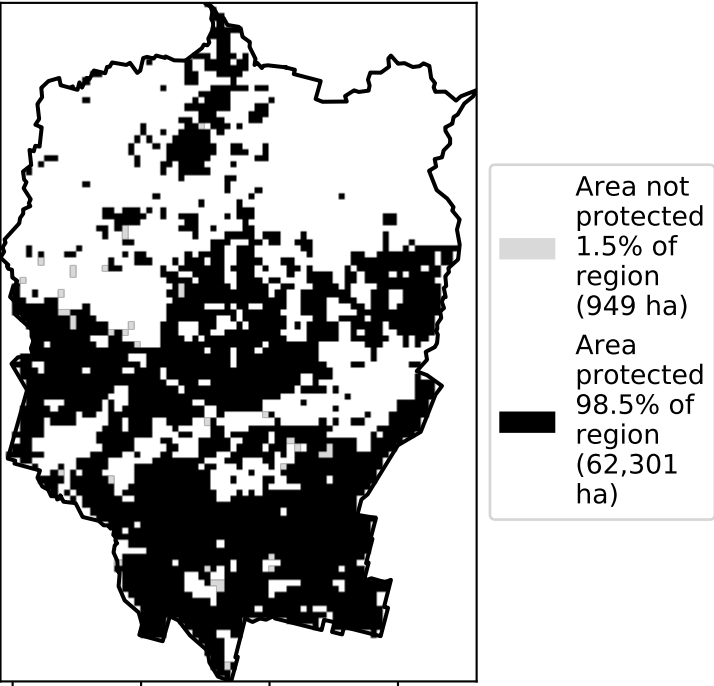 Area not
protected
1.5% of
region
(949 ha)
Area
protected
98.5% of
region
(62,301
ha)